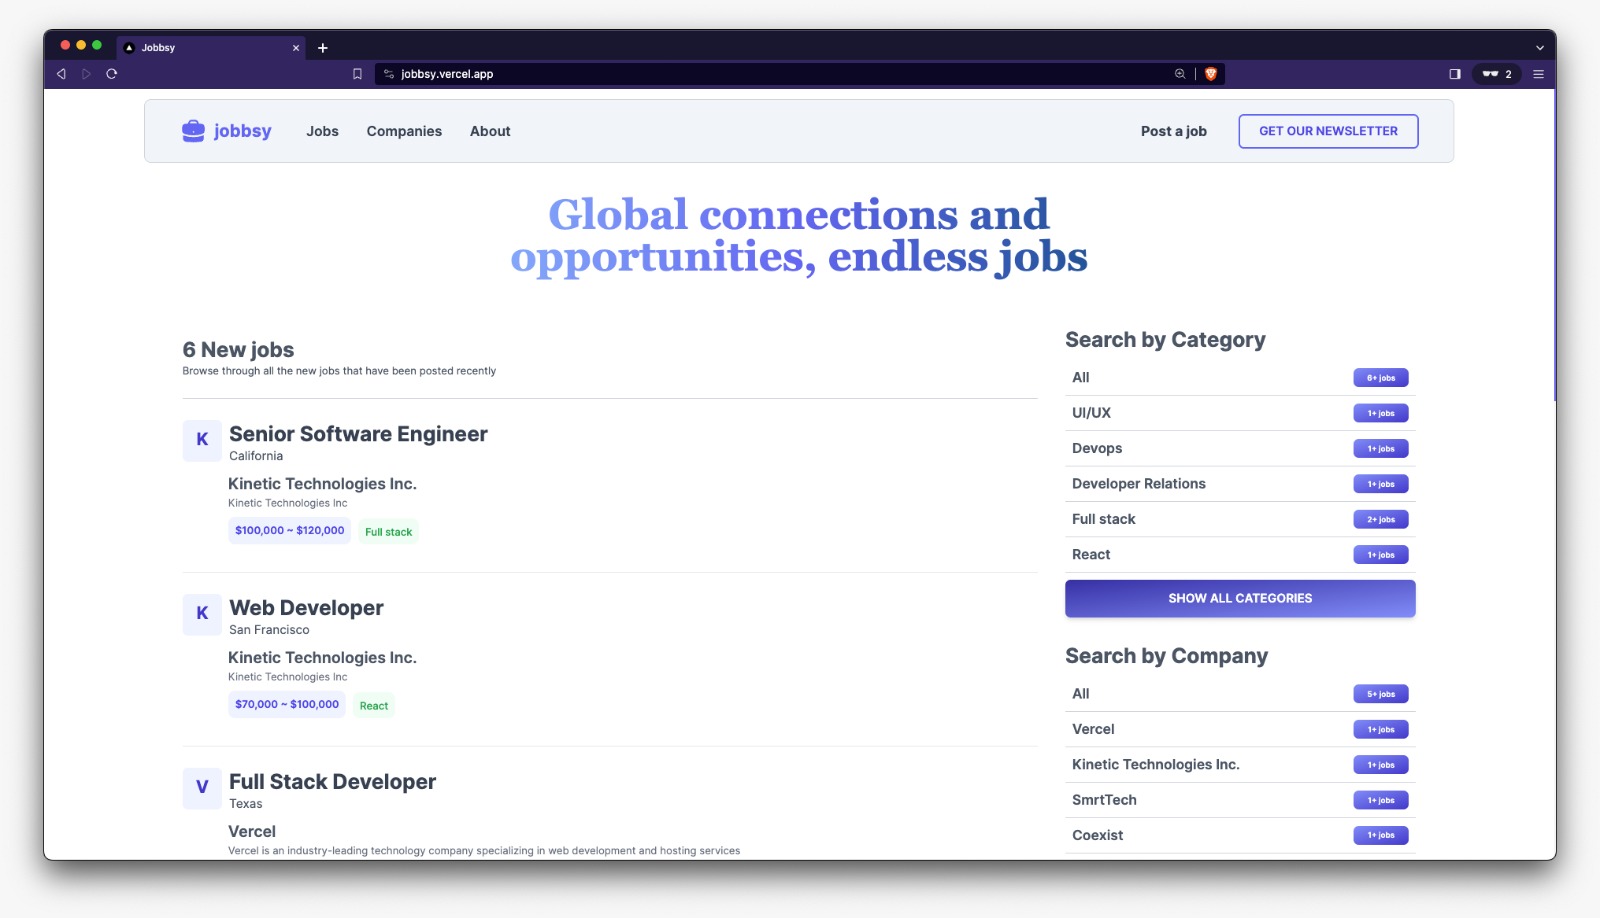 Jobbsy
jobbsy.vercel.app
2
jobbsy
Jobs
Companies
About
Post a job
GET OUR NEWSLETTER
Global connections and
opportunities, endless jobs
6 New jobs
Browse through all the new jobs that have been posted recently
K
Senior Software Engineer
California
Kinetic Technologies Inc.
Kinetic Technologies Inc
$100,000 ~ $120,000
Full stack
K
Web Developer
San Francisco
Kinetic Technologies Inc.
Kinetic Technologies Inc
$70,000 ~ $100,000
React
V
Full Stack Developer
Texas
Vercel
Vercel is an industry-leading technology company specializing in web development and hosting services
Search by Category
All 6+ jobs
UI/UX 1+ jobs
Devops 1+ jobs
Developer Relations 1+ jobs
Full stack 2+ jobs
React 1+ jobs
SHOW ALL CATEGORIES
Search by Company
All 5+ jobs
Vercel 1+ jobs
Kinetic Technologies Inc. 1+ jobs
SmrtTech 1+ jobs
Coexist 1+ jobs